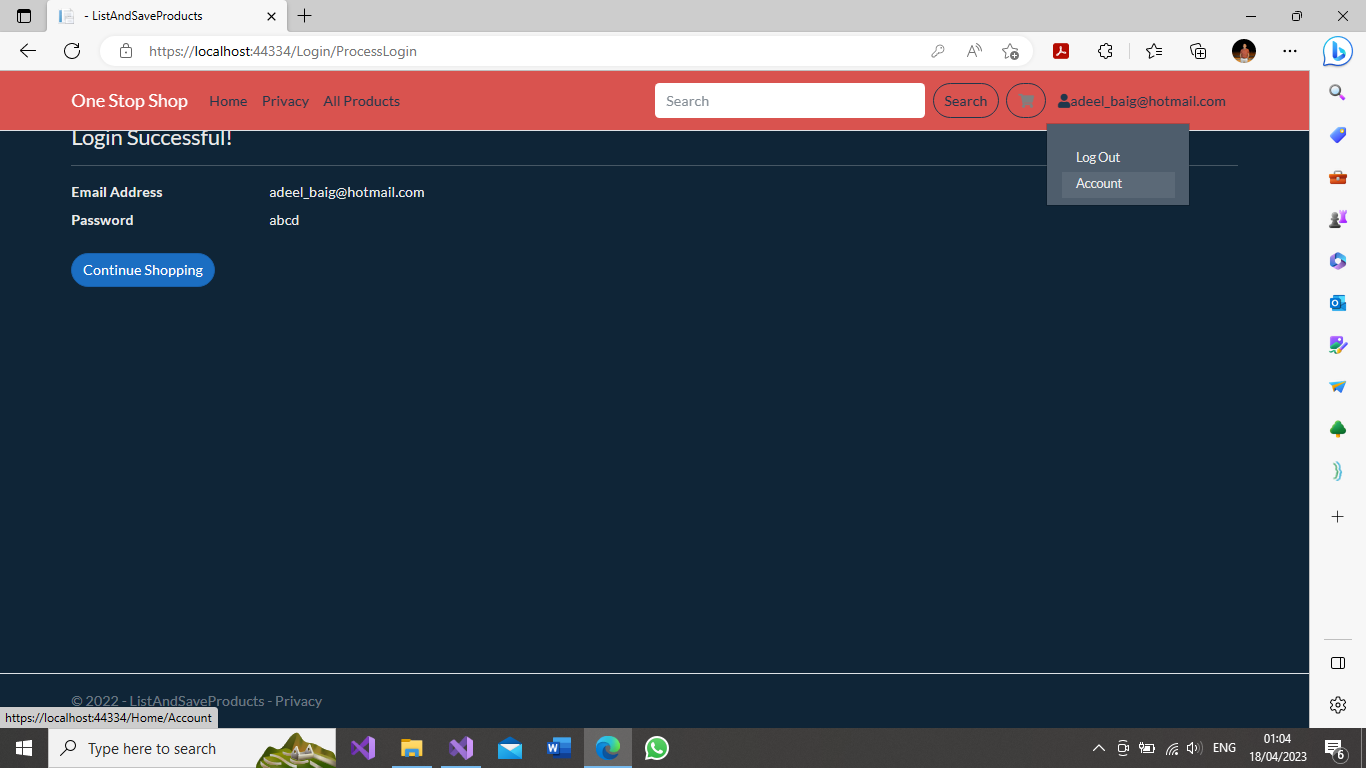 - ListAndSaveProducts
https://localhost:44334/Login/ProcessLogin
One Stop Shop Home Privacy All Products Search Search adeel_baig@hotmail.com
Login Successful!
Log Out
Account
Email Address adeel_baig@hotmail.com
Password abcd
Continue Shopping
© 2022 - ListAndSaveProducts - Privacy
https://localhost:44334/Home/Account
Type here to search
ENG
01:04
18/04/2023
6